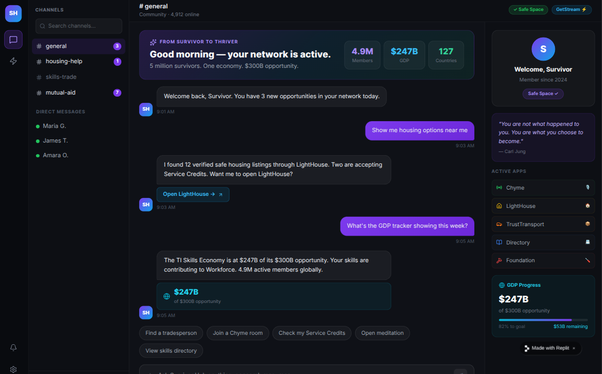 SH
CHANNELS
Search channels...
# general 3
# housing-help 1
# skills-trade
# mutual-aid 7
DIRECT MESSAGES
Maria G.
James T.
Amara O.
# general
Community · 4,912 online
✓ Safe Space
GetStream ⚡
FROM SURVIVOR TO THRIVER
Good morning — your network is active.
5 million survivors. One economy. $300B opportunity.
4.9M
Members
$247B
GDP
127
Countries
Welcome back, Survivor. You have 3 new opportunities in your network today.
SH
9:01 AM
Show me housing options near me
9:03 AM
I found 12 verified safe housing listings through LightHouse. Two are accepting
Service Credits. Want me to open LightHouse?
Open LightHouse →
SH
9:03 AM
What's the GDP tracker showing this week?
9:05 AM
The TI Skills Economy is at $247B of its $300B opportunity. Your skills are
contributing to Workforce. 4.9M active members globally.
$247B
of $300B opportunity
SH
9:05 AM
Find a tradesperson
Join a Chyme room
Check my Service Credits
Open meditation
View skills directory
S
Welcome, Survivor
Member since 2024
Safe Space ✓
"You are not what happened to
you. You are what you choose to
become."
— Carl Jung
ACTIVE APPS
Chyme
LightHouse
TrustTransport
Directory
Foundation
GDP Progress
$247B
of $300B opportunity
82% to goal
$53B remaining
Made with Replit